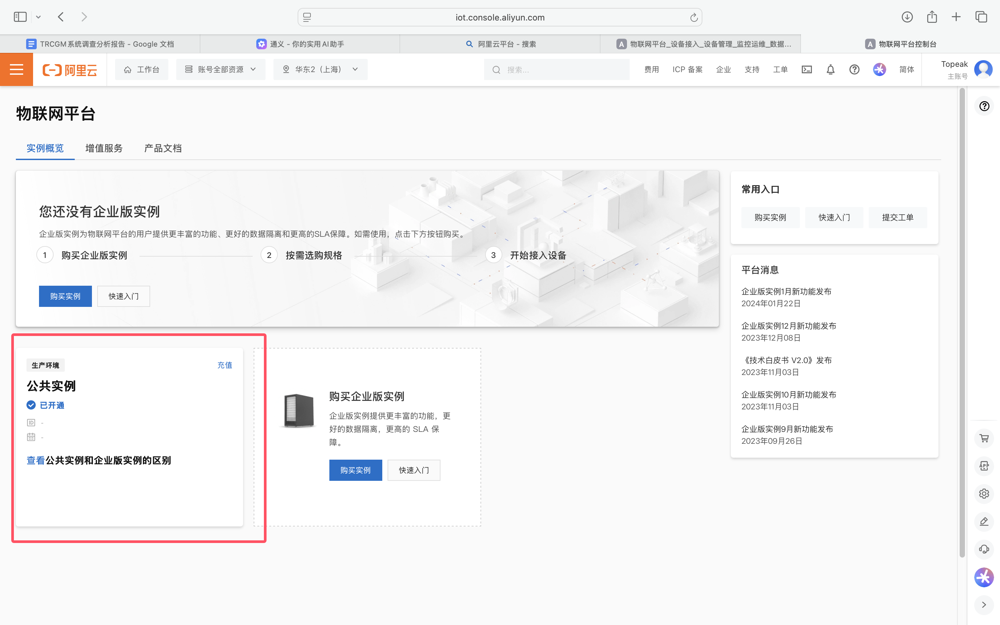 iot.console.aliyun.com
TRCGM系统调查分析报告 - Google 文档
通义 - 你的实用AI助手
阿里云平台 - 搜索
A 物联网平台_设备接入_设备管理_监控运维_数据...
A 物联网平台控制台
阿里云
工作台
账号全部资源
华东2（上海）
搜索...
费用
ICP 备案
企业
支持
工单
简体
Topeak
主账号
物联网平台
实例概览
增值服务
产品文档
您还没有企业版实例
企业版实例为物联网平台的用户提供更丰富的功能、更好的数据隔离和更高的SLA保障。如需使用，点击下方按钮购买。
1 购买企业版实例
2 按需选购规格
3 开始接入设备
购买实例
快速入门
生产环境
充值
公共实例
已开通
ID -
-
查看公共实例和企业版实例的区别
购买企业版实例
企业版实例提供更丰富的功能，更
好的数据隔离，更高的 SLA 保
障。
购买实例
快速入门
常用入口
购买实例
快速入门
提交工单
平台消息
企业版实例1月新功能发布
2024年01月22日
企业版实例12月新功能发布
2023年12月08日
《技术白皮书 V2.0》发布
2023年11月03日
企业版实例10月新功能发布
2023年11月03日
企业版实例9月新功能发布
2023年09月26日
APP